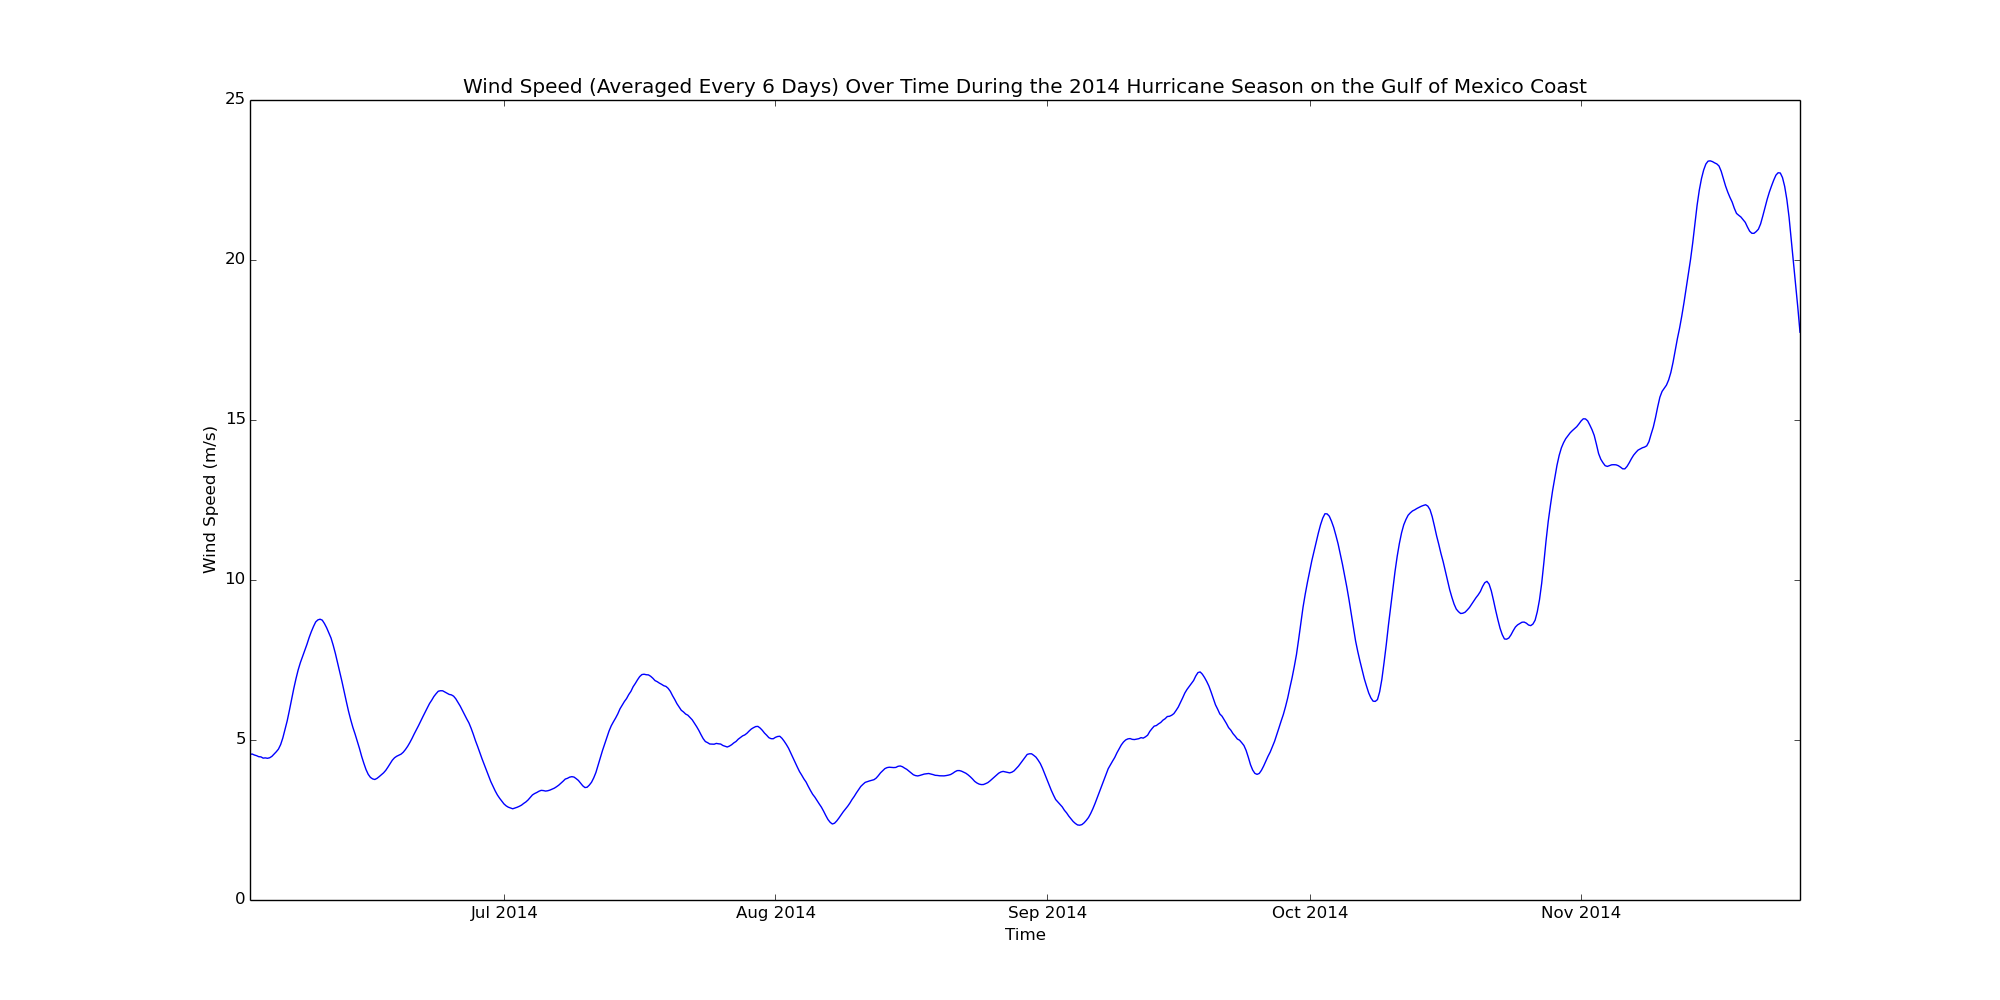 Wind Speed (Averaged Every 6 Days) Over Time During the 2014 Hurricane Season on the Gulf of Mexico Coast
25
20
15
10
5
0
Wind Speed (m/s)
Jul 2014
Aug 2014
Sep 2014
Oct 2014
Nov 2014
Time